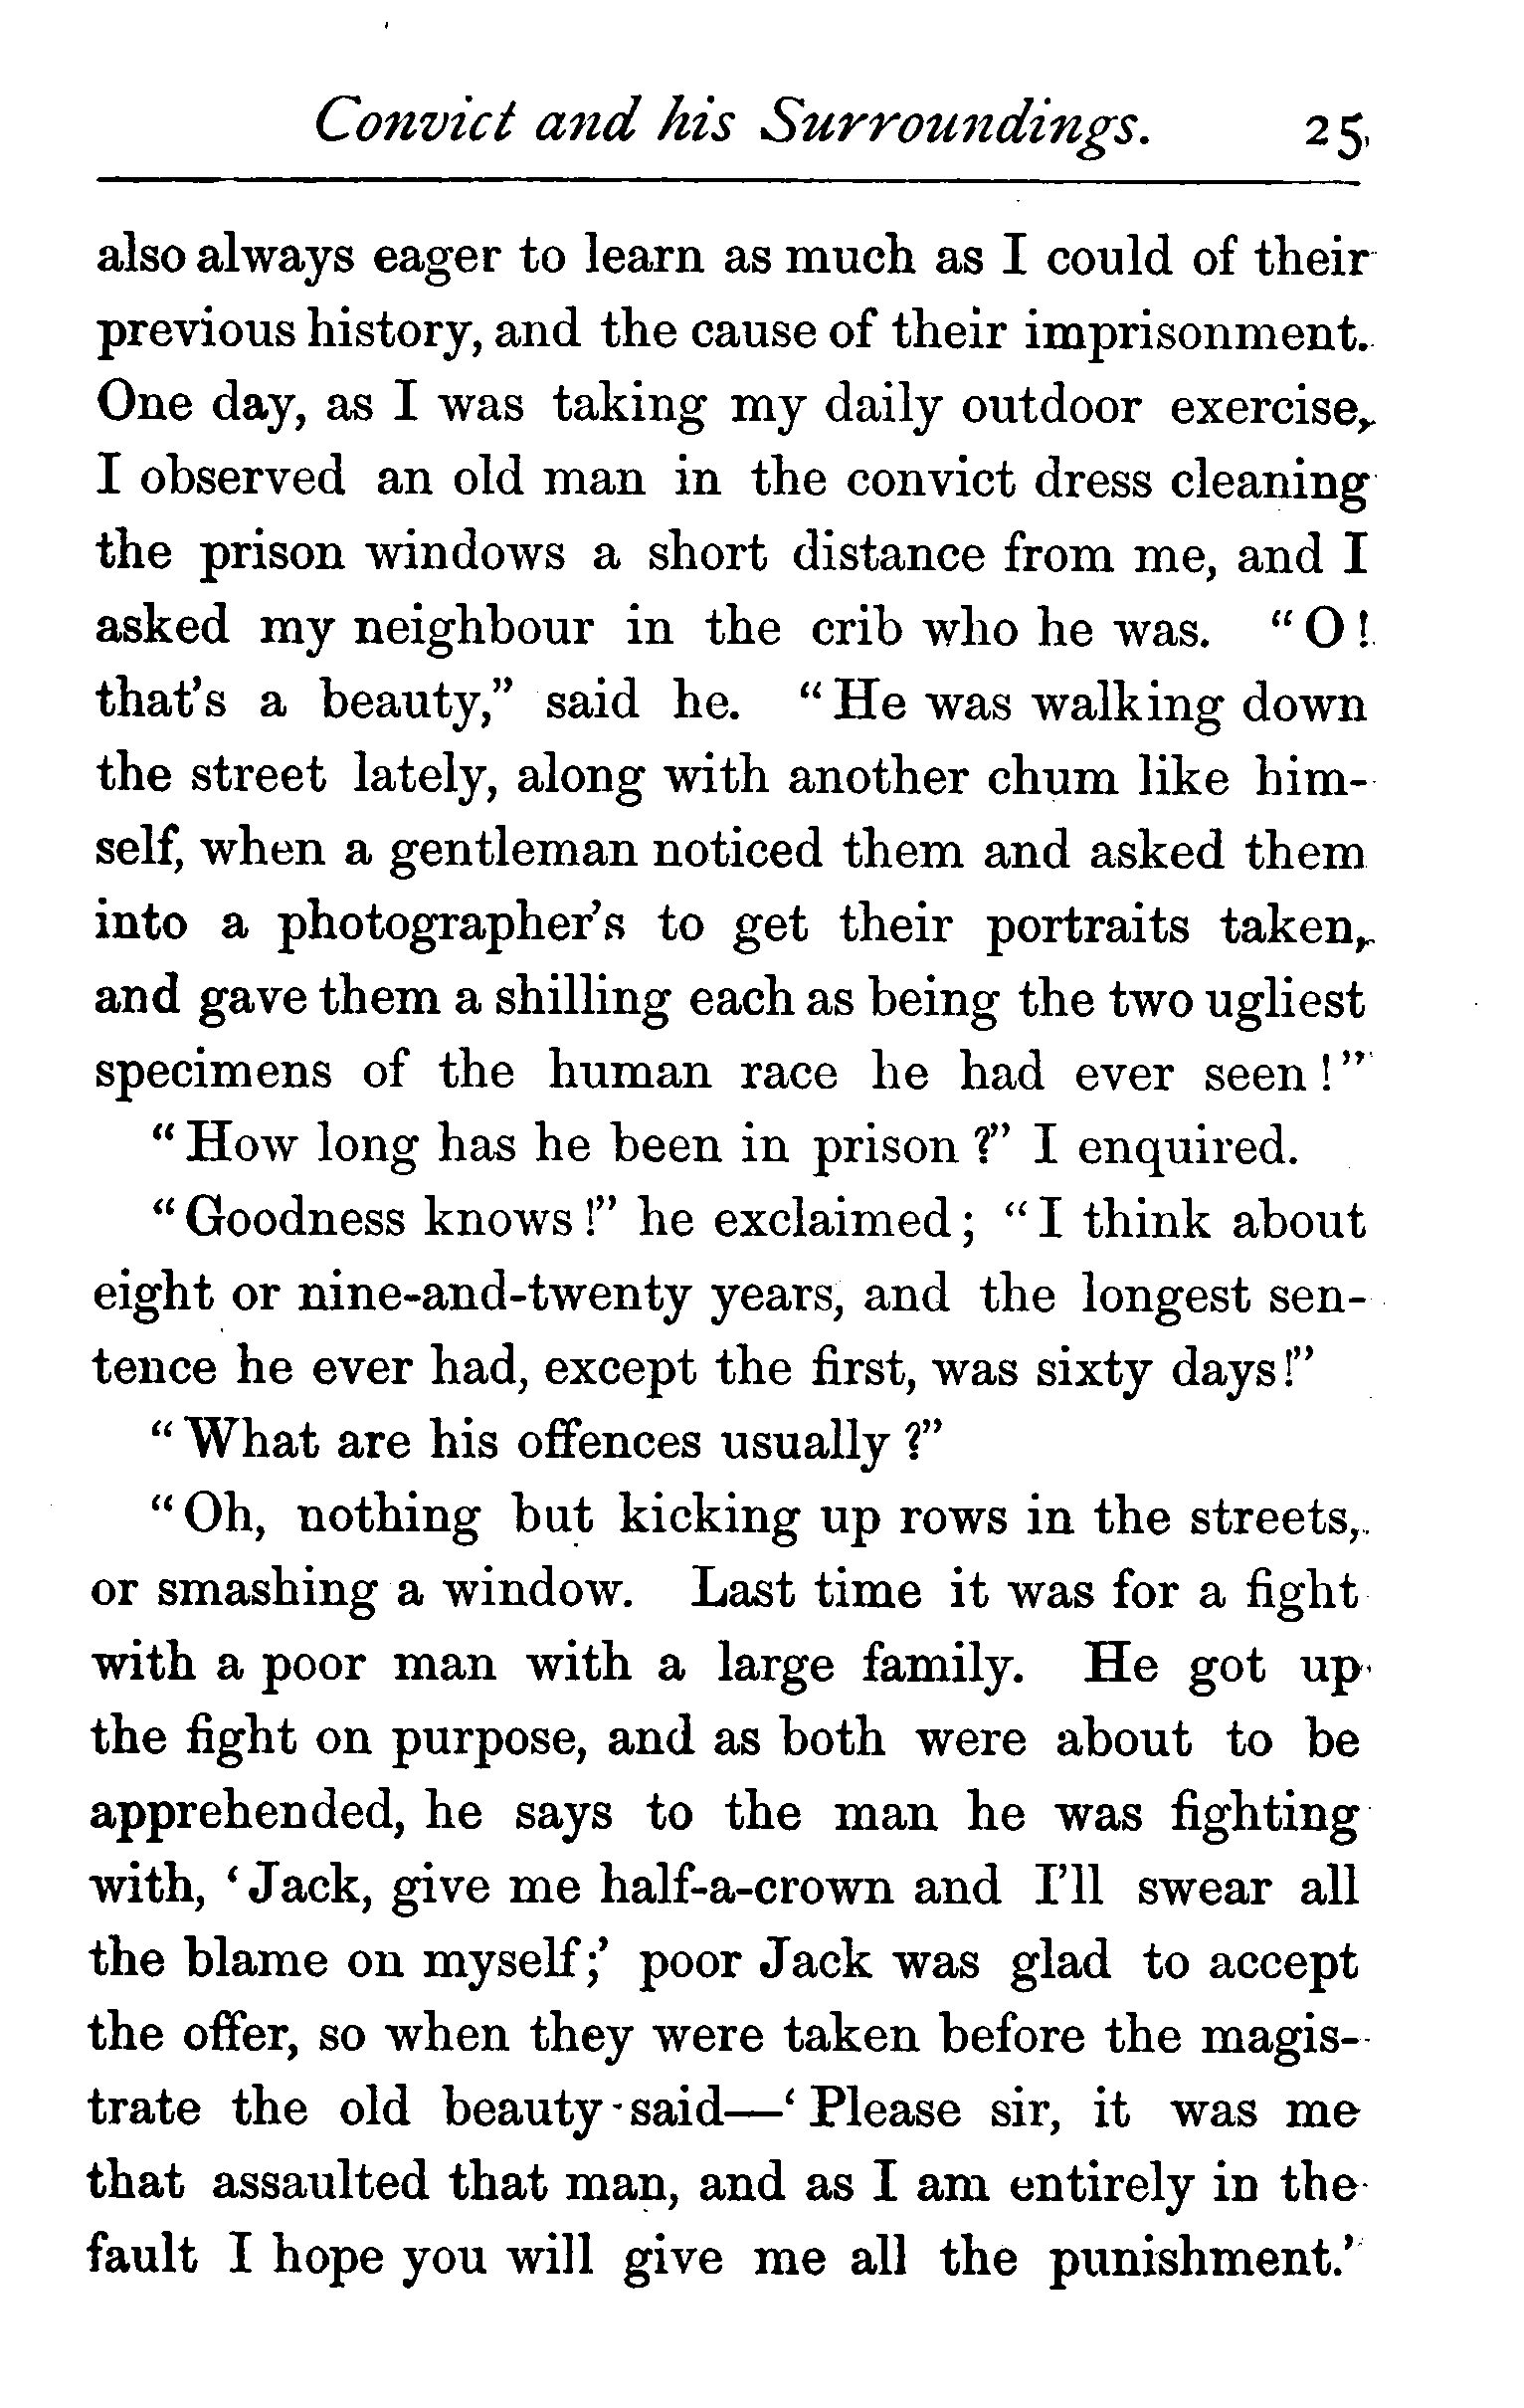 Convict and his Surroundings. 25
also always eager to learn as much as I could of their
previous history, and the cause of their imprisonment.
One day, as I was taking my daily outdoor exercise,
I observed an old man in the convict dress cleaning
the prison windows a short distance from me, and I
asked my neighbour in the crib who he was. "O!
that's a beauty," said he. "He was walking down
the street lately, along with another chum like him-
self, when a gentleman noticed them and asked them
into a photographer's to get their portraits taken,
and gave them a shilling each as being the two ugliest
specimens of the human race he had ever seen!"
"How long has he been in prison?" I enquired.
"Goodness knows!" he exclaimed; "I think about
eight or nine-and-twenty years, and the longest sen-
tence he ever had, except the first, was sixty days!"
"What are his offences usually?"
"Oh, nothing but kicking up rows in the streets,
or smashing a window. Last time it was for a fight
with a poor man with a large family. He got up
the fight on purpose, and as both were about to be
apprehended, he says to the man he was fighting
with, 'Jack, give me half-a-crown and I'll swear all
the blame on myself;' poor Jack was glad to accept
the offer, so when they were taken before the magis-
trate the old beauty said—'Please sir, it was me
that assaulted that man, and as I am entirely in the
fault I hope you will give me all the punishment.'